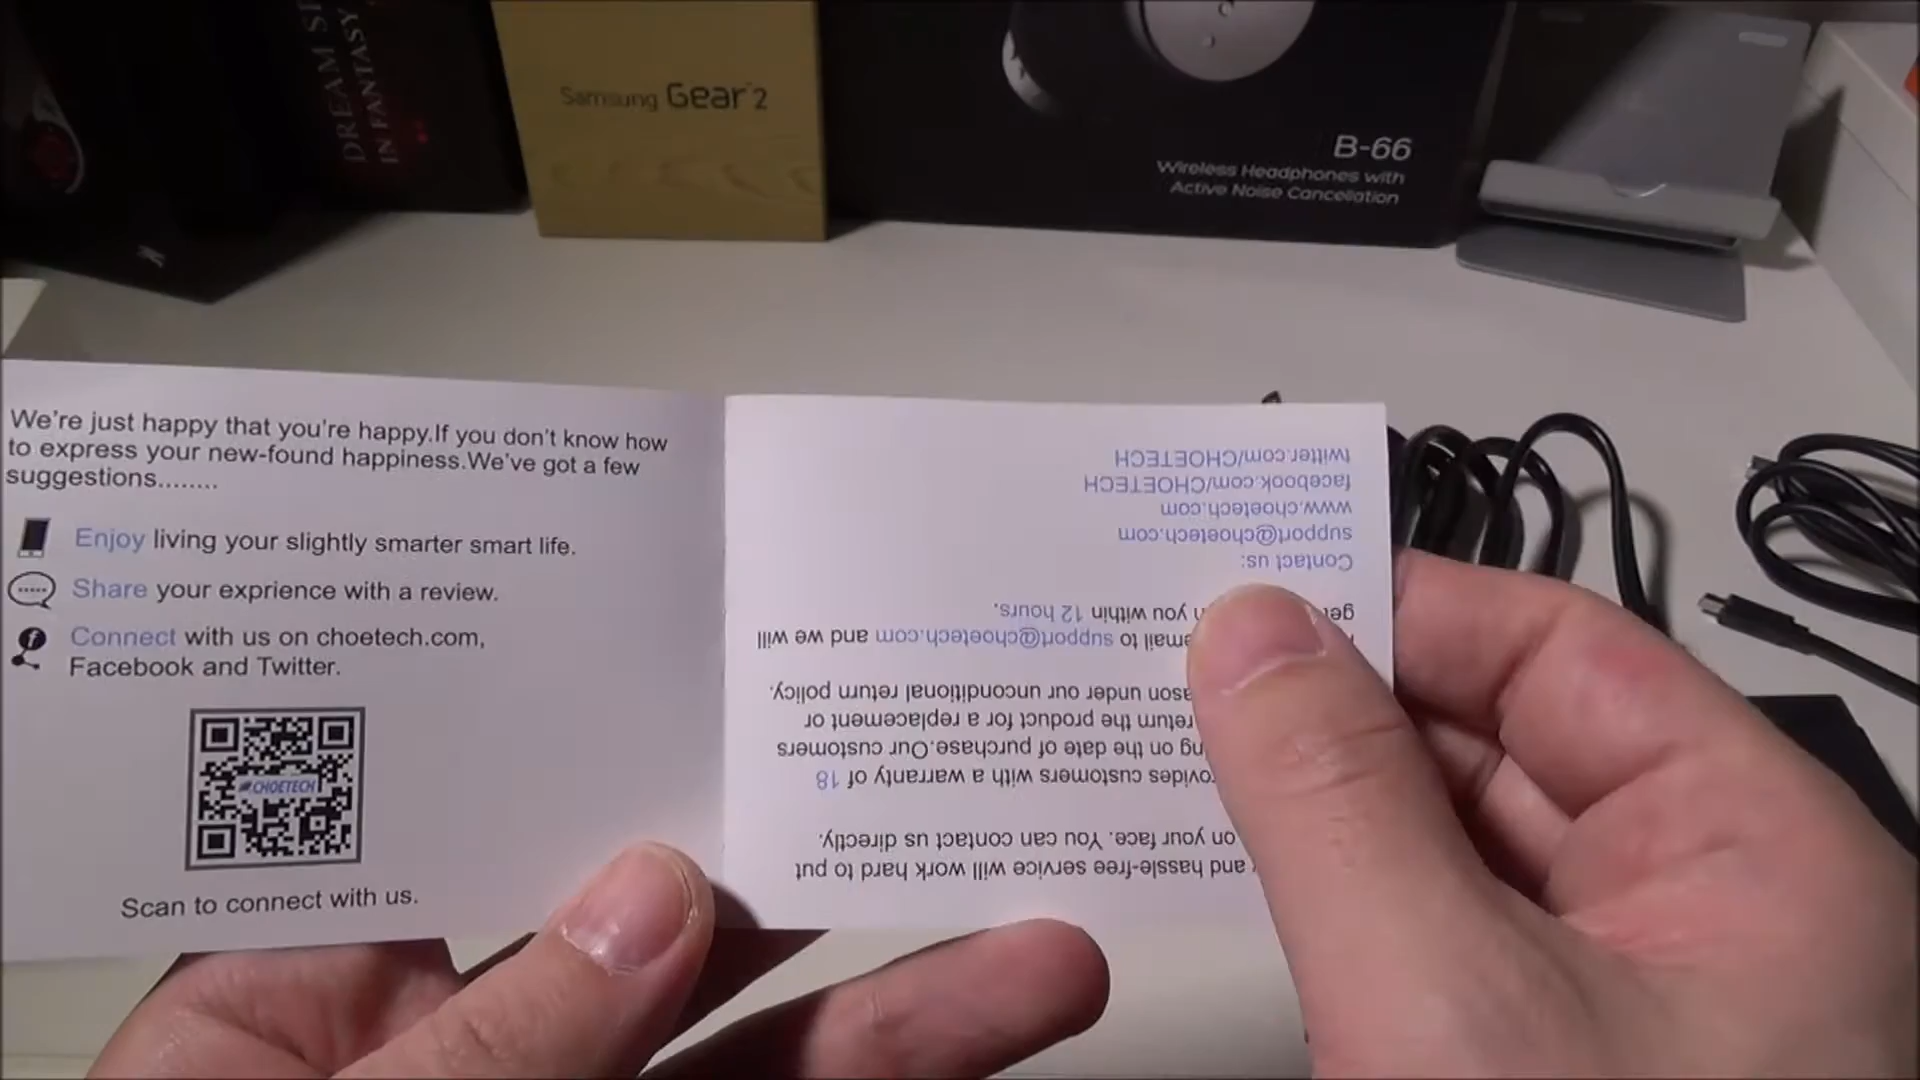 DREAM
IN FANTASY
Samsung Gear 2
B-66
Wireless Headphones with
Active Noise Cancellation
We're just happy that you're happy.If you don't know how
to express your new-found happiness.We've got a few
suggestions........
Enjoy living your slightly smarter smart life.
Share your exprience with a review.
Connect with us on choetech.com,
Facebook and Twitter.
CHOETECH
Scan to connect with us.
and hassle-free service will work hard to put
on your face. You can contact us directly.
customers with a warranty of 18
on the date of purchase.Our customers
return the product for a replacement or
under our unconditional return policy.
email to support@choetech.com and we will
you within 12 hours.
Contact us:
support@choetech.com
www.choetech.com
facebook.com/CHOETECH
twitter.com/CHOETECH